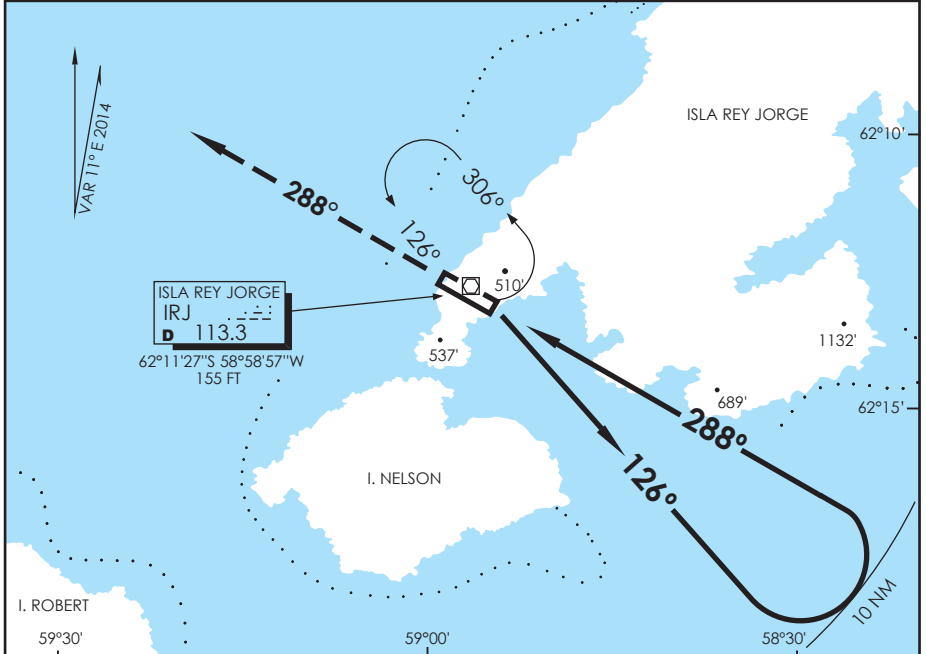 ISLA REY JORGE
62°10'
VAR 11° E 2014
306°
288°
126°
510'
ISLA REY JORGE
IRJ
D 113.3
62°11'27"S 58°58'57"W
155 FT
537'
1132'
689'
62°15'
288°
126°
I. NELSON
10 NM
I. ROBERT
59°30'
59°00'
58°30'